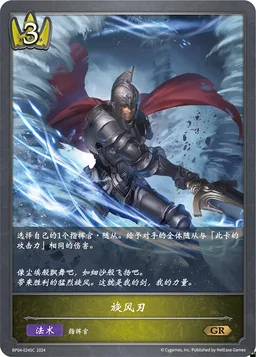 3
选择自己的1个指挥官·随从。给予对手的全体随从与「此卡的
攻击力」相同的伤害。
像尘埃般飘舞吧,如细沙般飞扬吧。
带来胜利的猛烈旋风。这就是我的剑,我的力量。
旋风刃
法术 指挥官
GR
BP04-024SC 2024
© Cygames, Inc. Published by NetEase Games